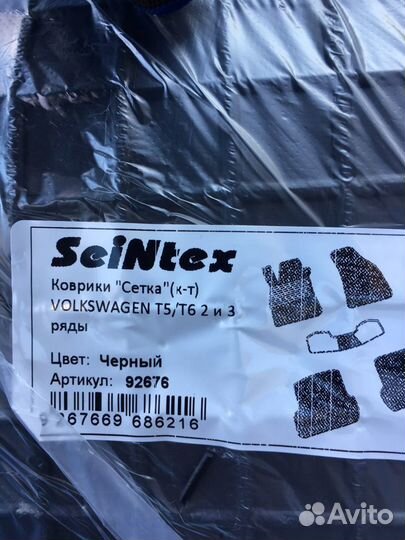 SeiNtex
Коврики "Сетка"(к-т)
VOLKSWAGEN T5/T6 2 и 3
ряды
Цвет: Черный
Артикул: 92676
9 267669 686216
Avito